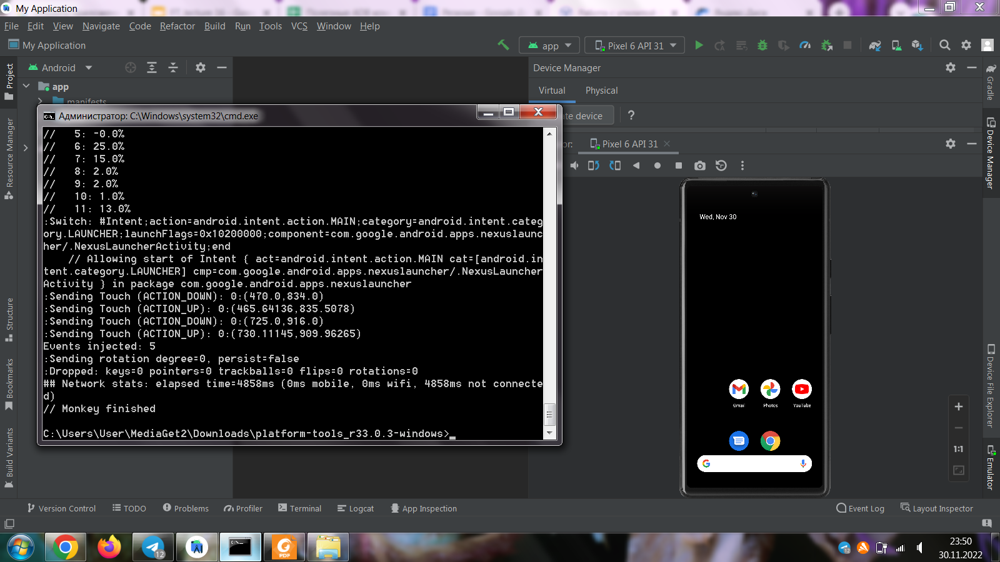 My Application
File Edit View Navigate Code Refactor Build Run Tools VCS Window Help
My Application
app
Pixel 6 API 31
Project
Android
app
manifests
Resource Manager
Structure
Bookmarks
Build Variants
Device Manager
Virtual Physical
te device
?
or:
Pixel 6 API 31
Администратор: C:\Windows\system32\cmd.exe
// 5: -0.0%
// 6: 25.0%
// 7: 15.0%
// 8: 2.0%
// 9: 2.0%
// 10: 1.0%
// 11: 13.0%
:Switch: #Intent;action=android.intent.action.MAIN;category=android.intent.categ
ory.LAUNCHER;launchFlags=0x10200000;component=com.google.android.apps.nexuslaunc
her/.NexusLauncherActivity;end
// Allowing start of Intent { act=android.intent.action.MAIN cat=[android.in
tent.category.LAUNCHER] cmp=com.google.android.apps.nexuslauncher/.NexusLauncher
Activity } in package com.google.android.apps.nexuslauncher
:Sending Touch (ACTION_DOWN): 0:(470.0,834.0)
:Sending Touch (ACTION_UP): 0:(465.64136,835.5078)
:Sending Touch (ACTION_DOWN): 0:(725.0,916.0)
:Sending Touch (ACTION_UP): 0:(730.11145,909.96265)
Events injected: 5
:Sending rotation degree=0, persist=false
:Dropped: keys=0 pointers=0 trackballs=0 flips=0 rotations=0
## Network stats: elapsed time=4858ms (0ms mobile, 0ms wifi, 4858ms not connecte
d)
// Monkey finished
C:\Users\User\MediaGet2\Downloads\platform-tools_r33.0.3-windows>_
Wed, Nov 30
Gmail Photos YouTube
1:1
Gradle
Device Manager
Device File Explorer
Emulator
Version Control TODO Problems Profiler Terminal Logcat App Inspection Event Log Layout Inspector
12
PDF
12
23:50
30.11.2022